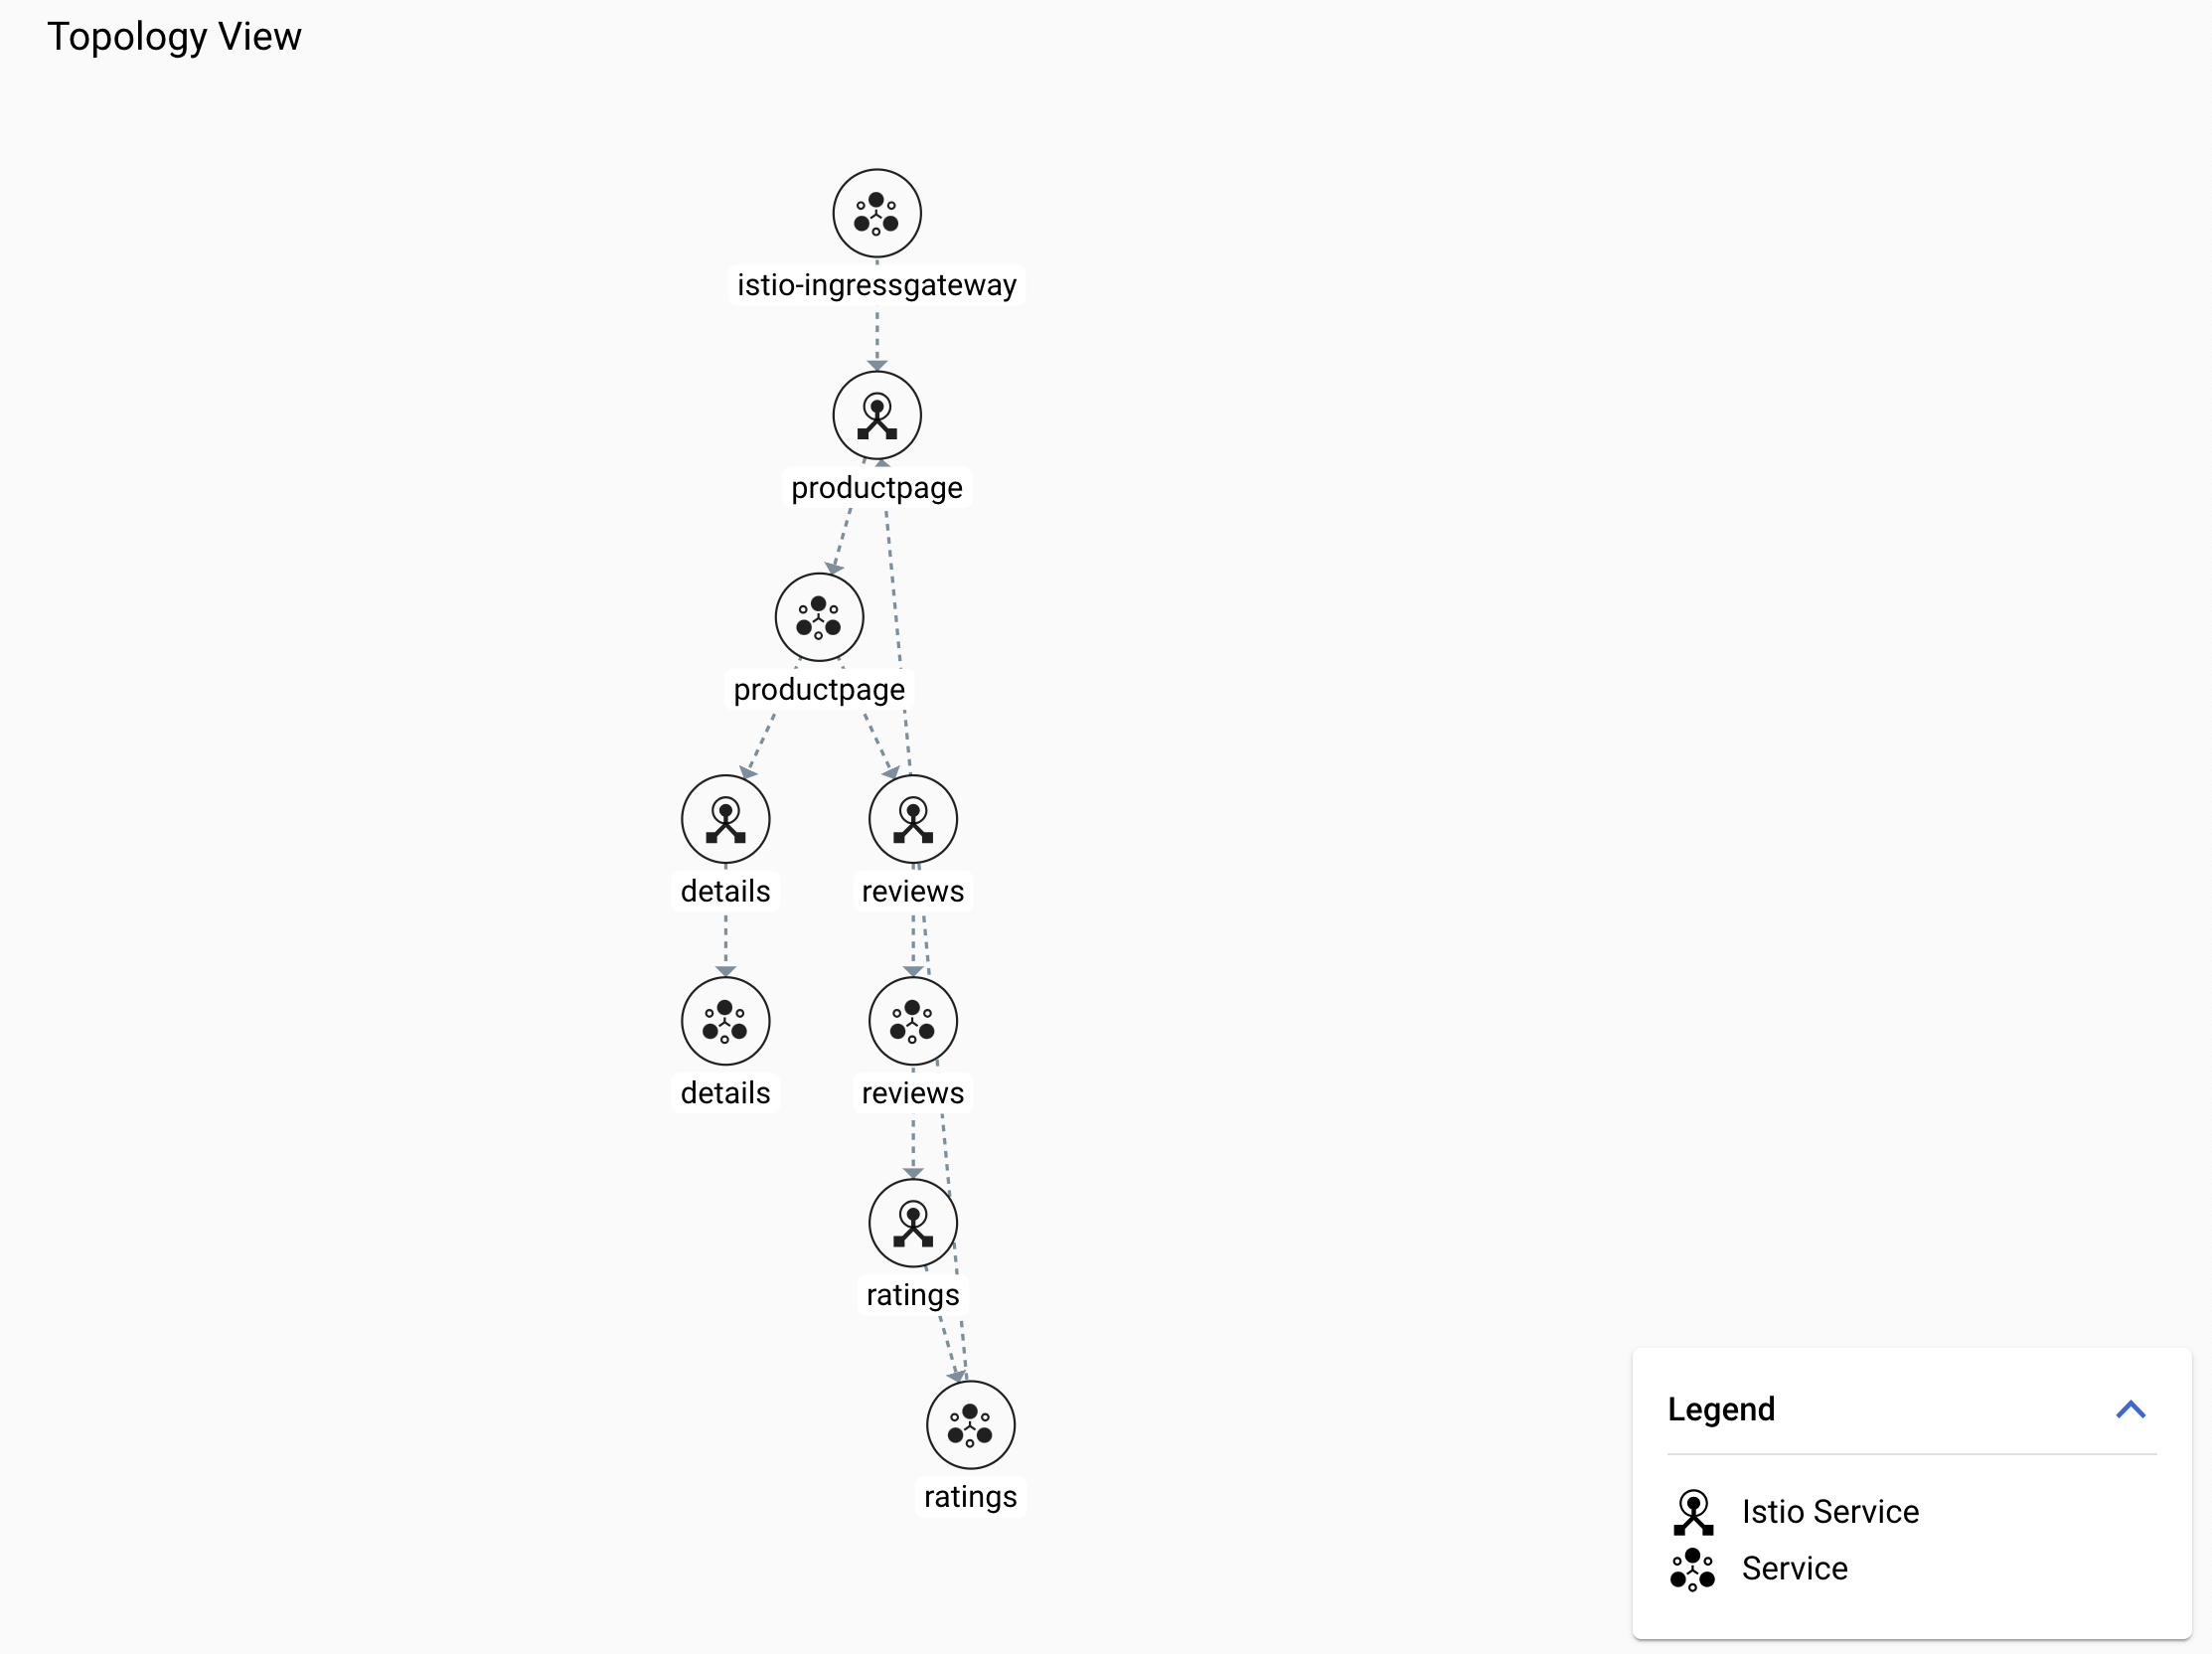 Topology View
istio-ingressgateway
productpage
productpage
details
reviews
details
reviews
ratings
ratings
Legend
Istio Service
Service